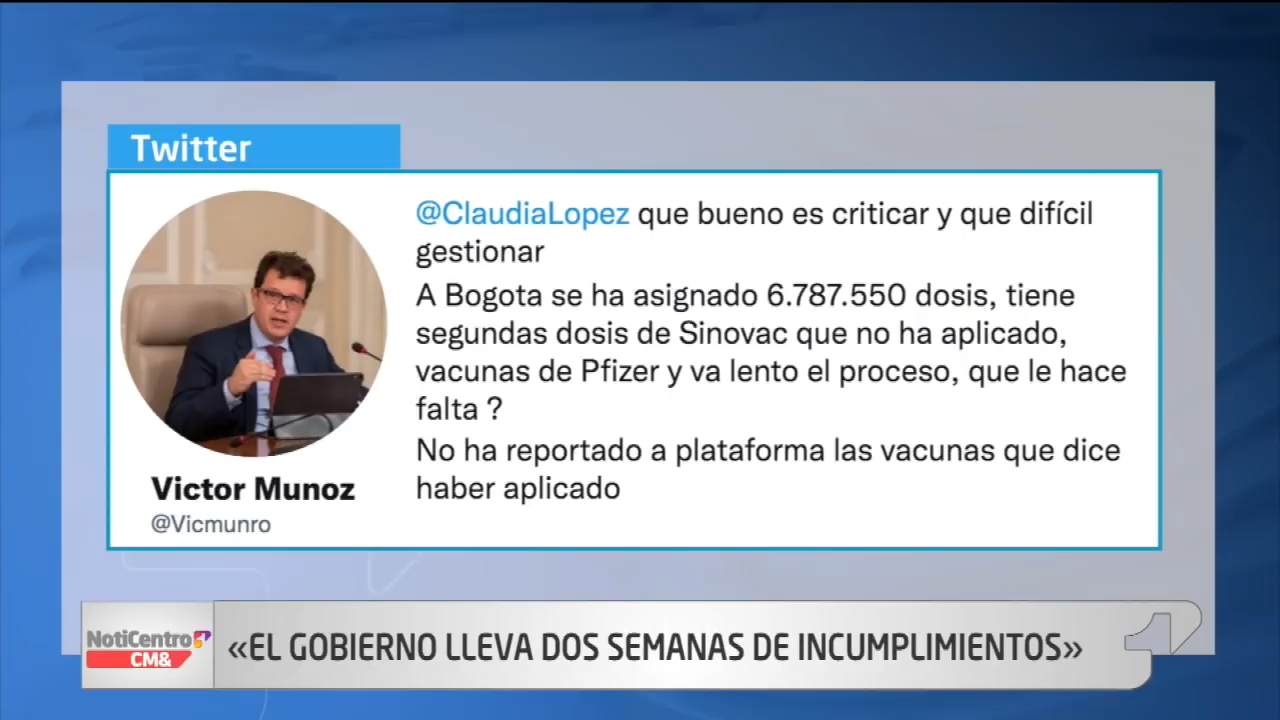 Twitter
@ClaudiaLopez que bueno es criticar y que difícil
gestionar
A Bogota se ha asignado 6.787.550 dosis, tiene
segundas dosis de Sinovac que no ha aplicado,
vacunas de Pfizer y va lento el proceso, que le hace
falta ?
No ha reportado a plataforma las vacunas que dice
haber aplicado
Victor Munoz
@Vicmunro
NotiCentro 1
CM&
«EL GOBIERNO LLEVA DOS SEMANAS DE INCUMPLIMIENTOS»
1